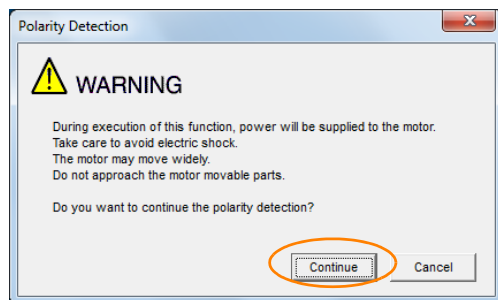 Polarity Detection
WARNING
During execution of this function, power will be supplied to the motor.
Take care to avoid electric shock.
The motor may move widely.
Do not approach the motor movable parts.
Do you want to continue the polarity detection?
Continue
Cancel